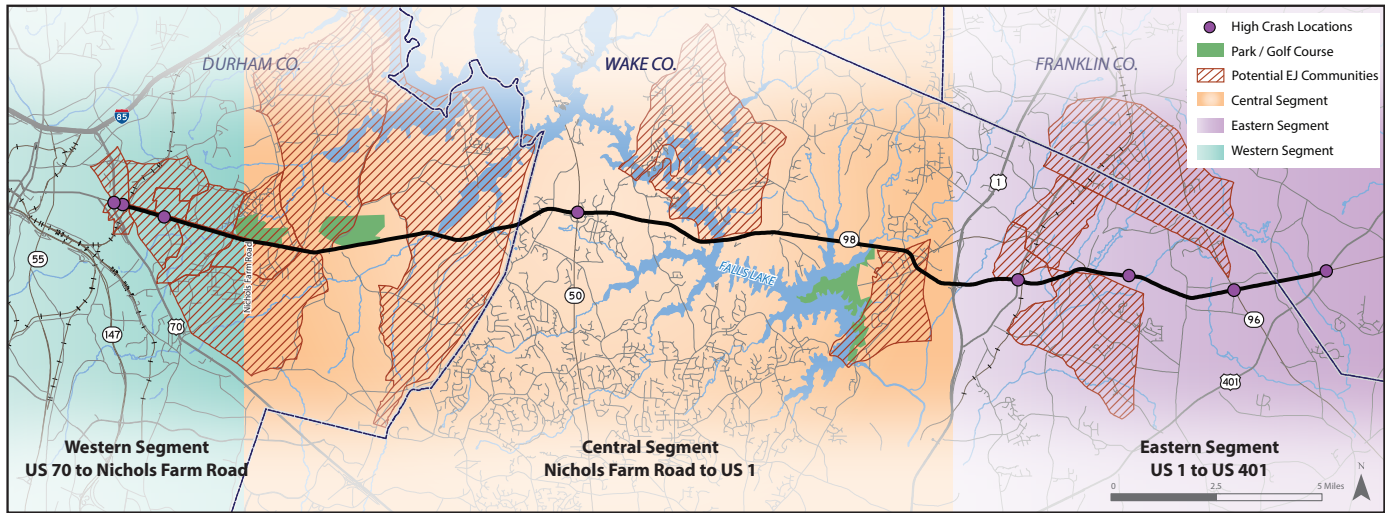 DURHAM CO.
WAKE CO.
FRANKLIN CO.
High Crash Locations
Park / Golf Course
Potential EJ Communities
Central Segment
Eastern Segment
Western Segment
85
1
98
Nichols Farm Road
FALLS LAKE
55
50
147
70
96
401
Western Segment
US 70 to Nichols Farm Road
Central Segment
Nichols Farm Road to US 1
Eastern Segment
US 1 to US 401
0
2.5
5 Miles
N